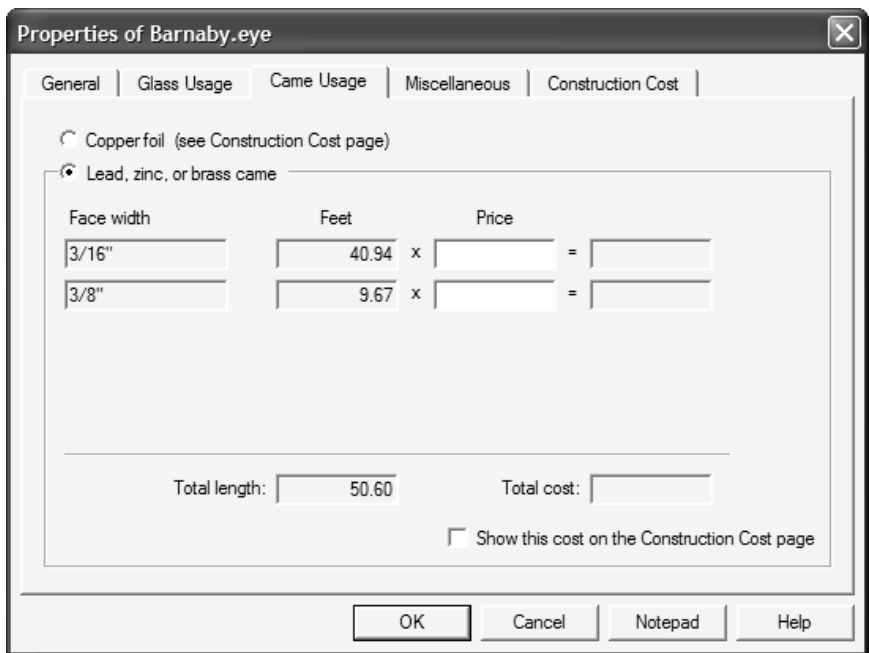 Properties of Barnaby.eye
General Glass Usage Came Usage Miscellaneous Construction Cost
Copper foil (see Construction Cost page)
Lead, zinc, or brass came
Face width Feet Price
3/16" 40.94 x =
3/8" 9.67 x =
Total length: 50.60 Total cost:
Show this cost on the Construction Cost page
OK Cancel Notepad Help